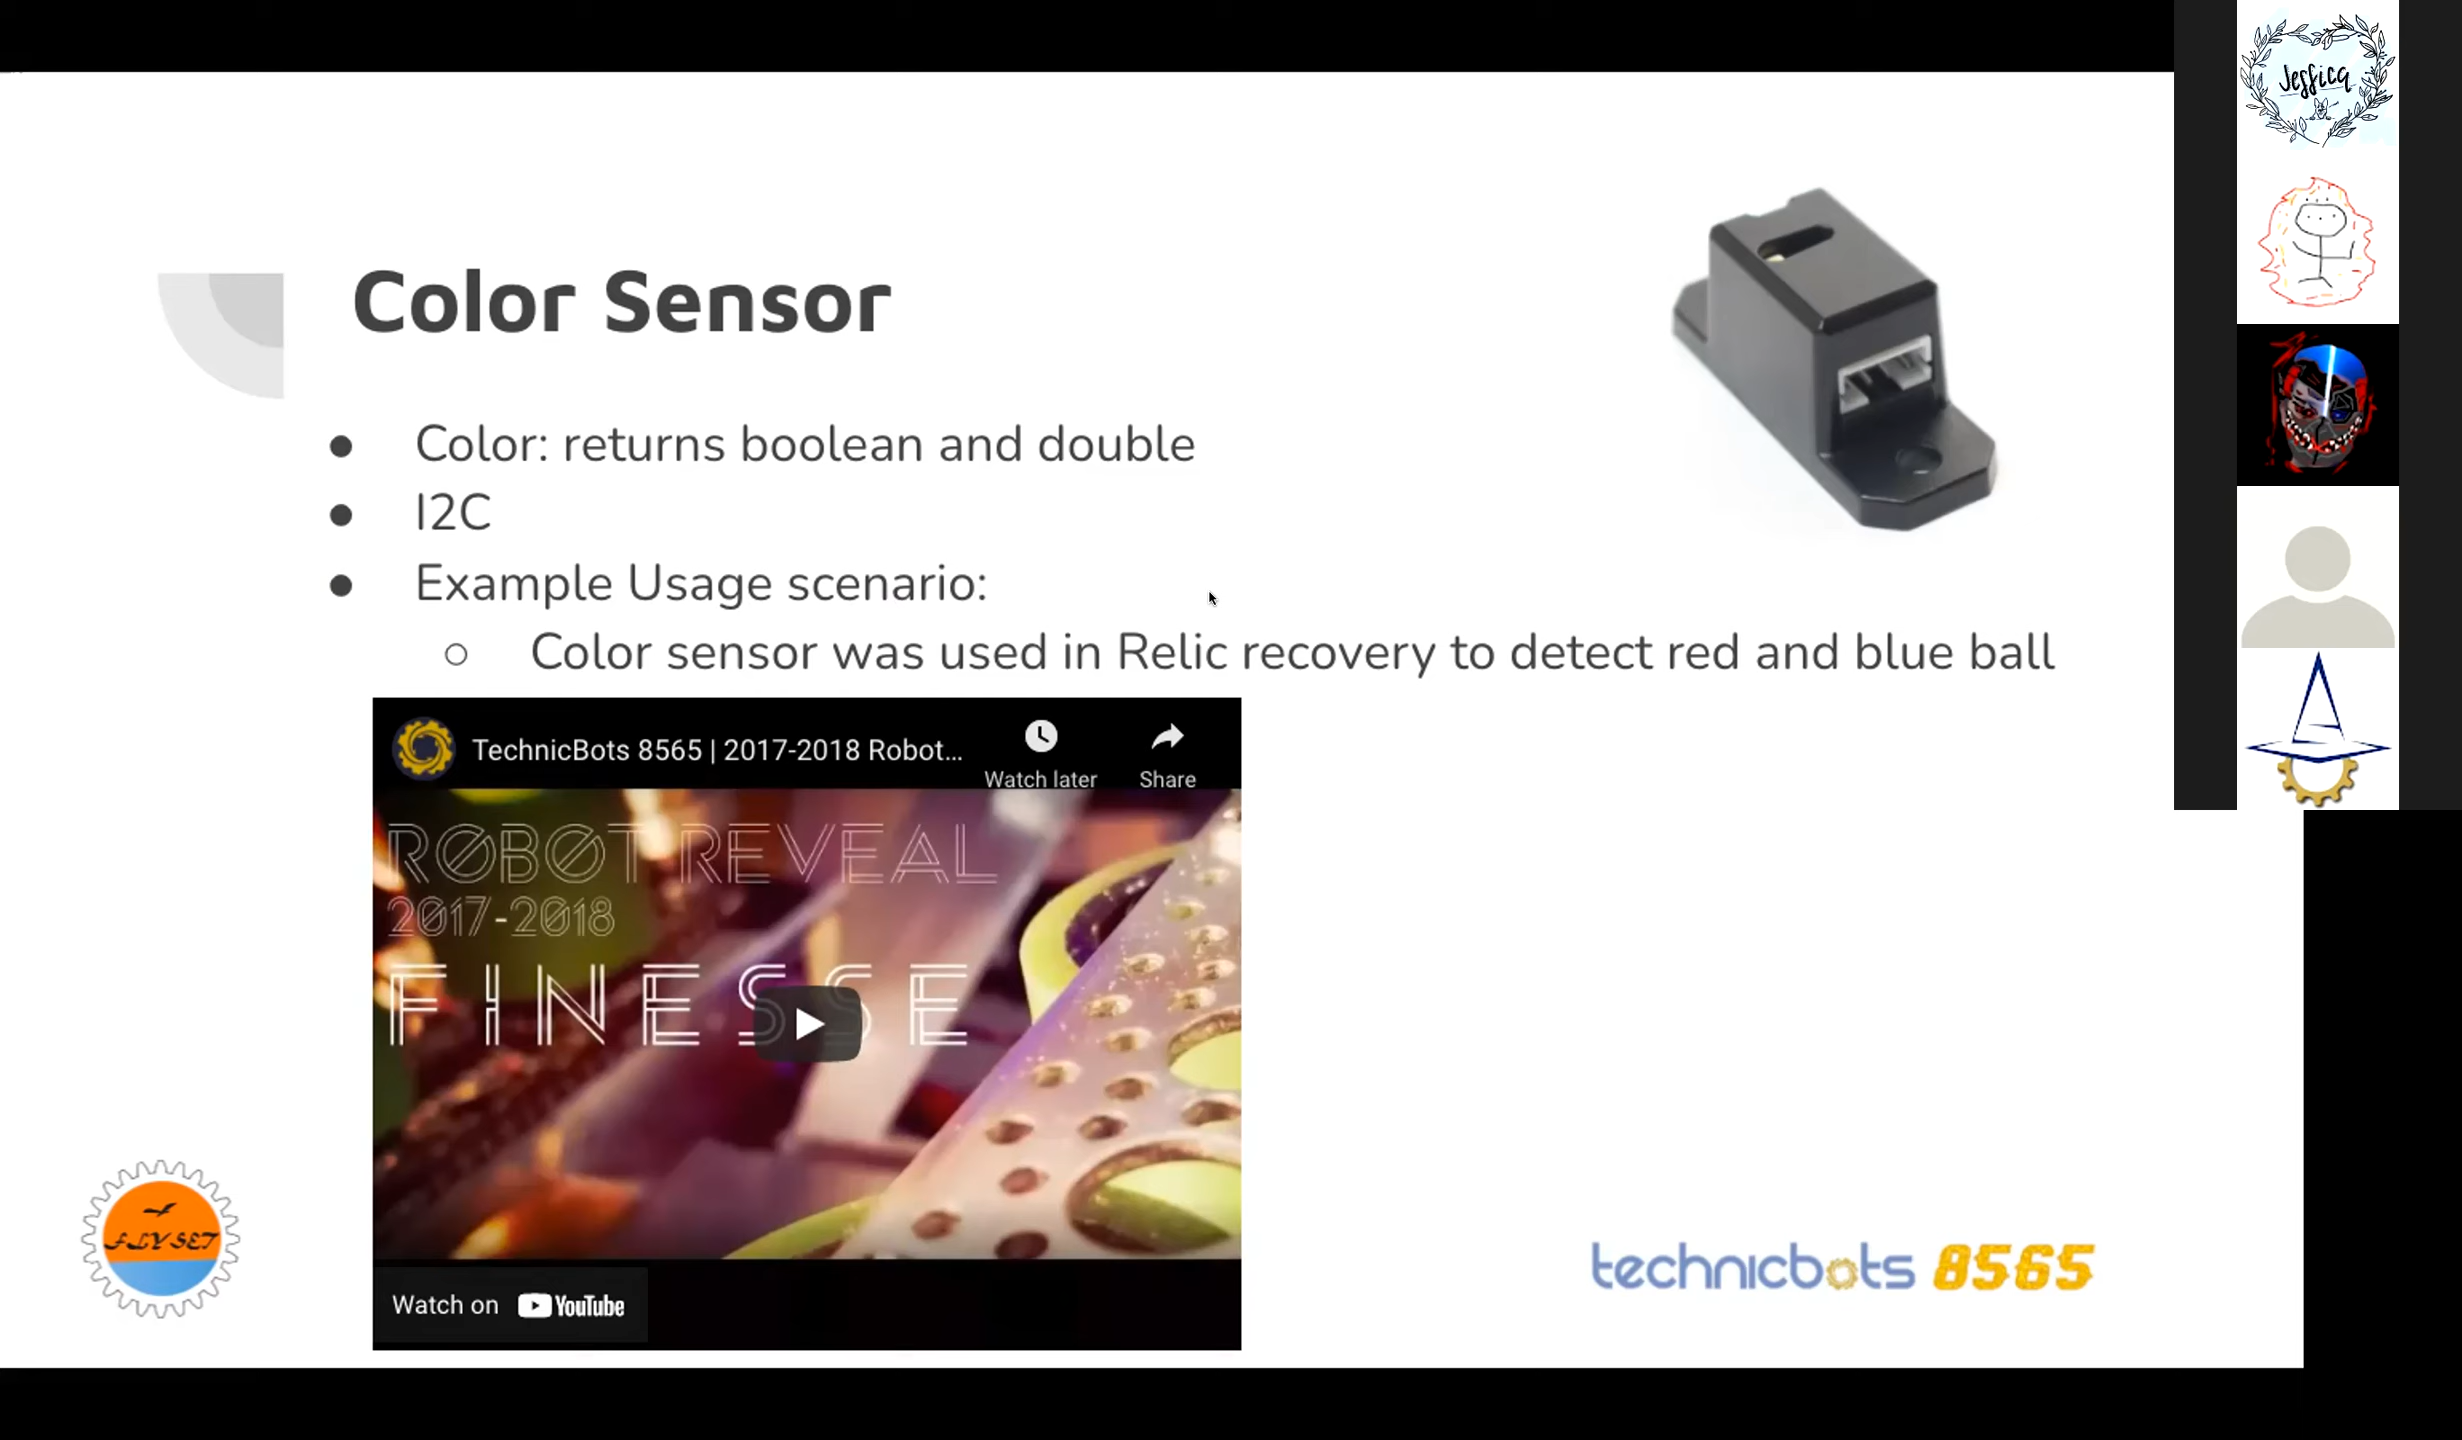 Jessica
Color Sensor
Color: returns boolean and double
I2C
Example Usage scenario:
Color sensor was used in Relic recovery to detect red and blue ball
TechnicBots 8565 | 2017-2018 Robot...
Watch later
Share
ROBOT REVEAL
2017-2018
FINESSE
Watch on YouTube
FLY SET
technicbots 8565